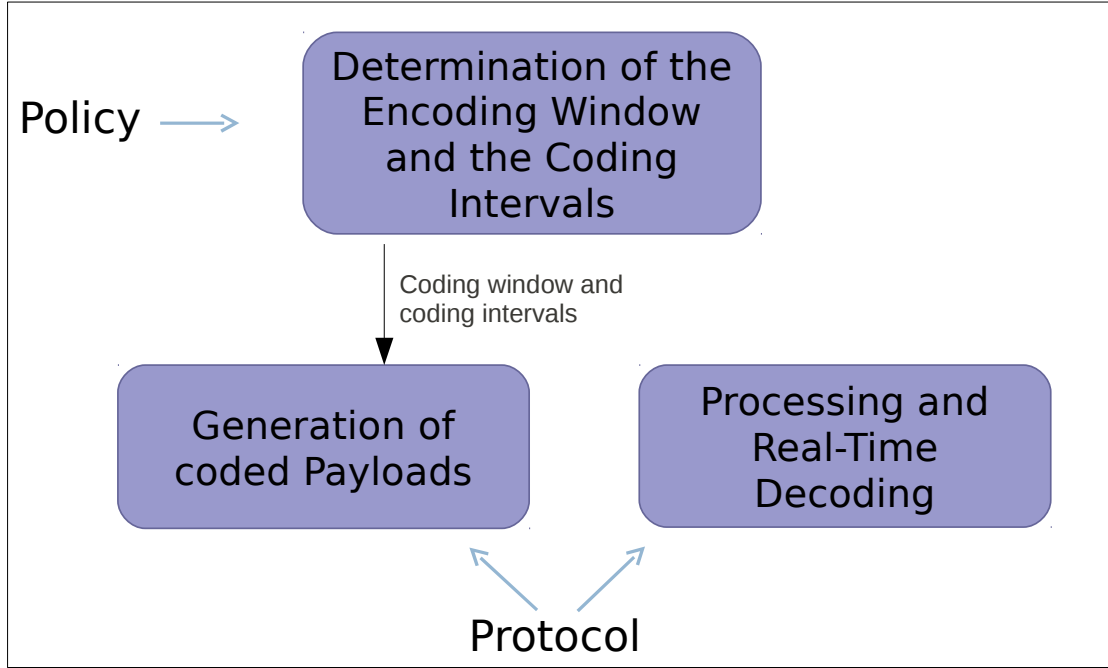 Determination of the
Encoding Window
and the Coding
Intervals
Policy
Coding window and
coding intervals
Generation of
coded Payloads
Processing and
Real-Time
Decoding
Protocol